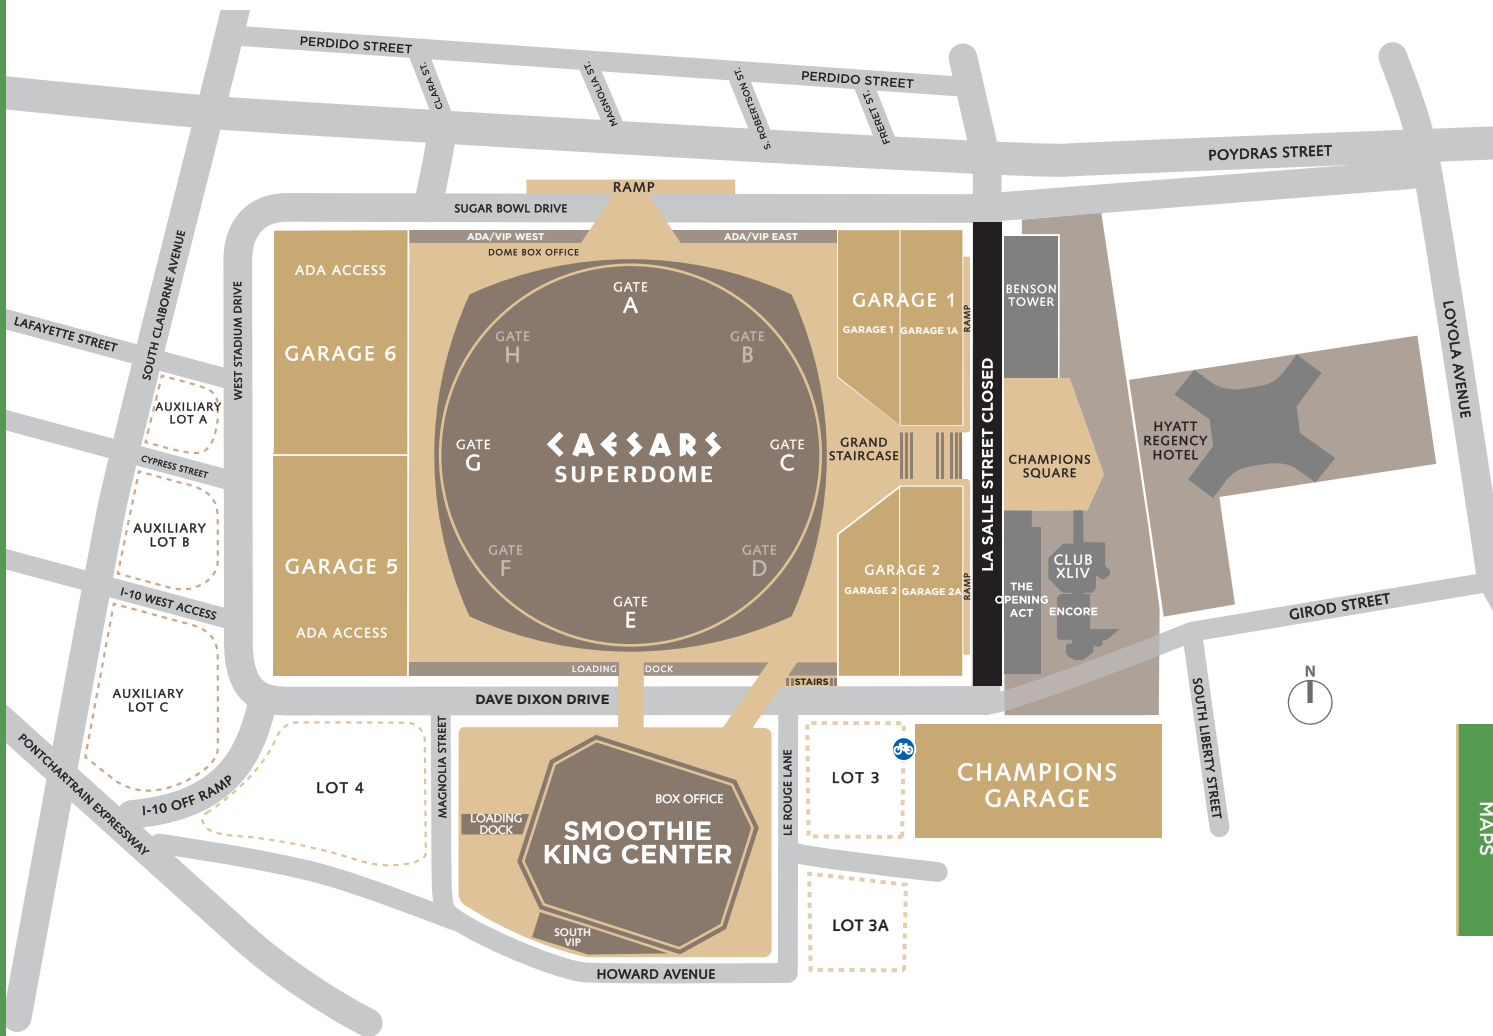 PERDIDO STREET
PERDIDO STREET
CLARA ST.
MAGNOLIA ST.
S. ROBERTSON ST.
FRERET ST.
POYDRAS STREET
RAMP
SUGAR BOWL DRIVE
ADA/VIP WEST
ADA/VIP EAST
DOME BOX OFFICE
SOUTH CLAIBORNE AVENUE
WEST STADIUM DRIVE
LAFAYETTE STREET
ADA ACCESS
GARAGE 6
GATE
A
GATE
H
GATE
B
GATE
G
GATE
C
CAESARS
SUPERDOME
GATE
F
GATE
D
GATE
E
GARAGE 1
GARAGE 1
GARAGE 1A
RAMP
BENSON
TOWER
LA SALLE STREET CLOSED
LOYOLA AVENUE
AUXILIARY
LOT A
CYPRESS STREET
GRAND
STAIRCASE
CHAMPIONS
SQUARE
HYATT
REGENCY
HOTEL
AUXILIARY
LOT B
GARAGE 5
ADA ACCESS
GARAGE 2
GARAGE 2
GARAGE 2A
RAMP
THE
OPENING
ACT
CLUB
XLIV
ENCORE
I-10 WEST ACCESS
GIROD STREET
LOADING
DOCK
STAIRS
DAVE DIXON DRIVE
AUXILIARY
LOT C
N
SOUTH LIBERTY STREET
PONTCHARTRAIN EXPRESSWAY
I-10 OFF RAMP
LOT 4
MAGNOLIA STREET
BOX OFFICE
LOADING
DOCK
SMOOTHIE
KING CENTER
SOUTH
VIP
LE ROUGE LANE
LOT 3
CHAMPIONS
GARAGE
LOT 3A
HOWARD AVENUE
MAPS